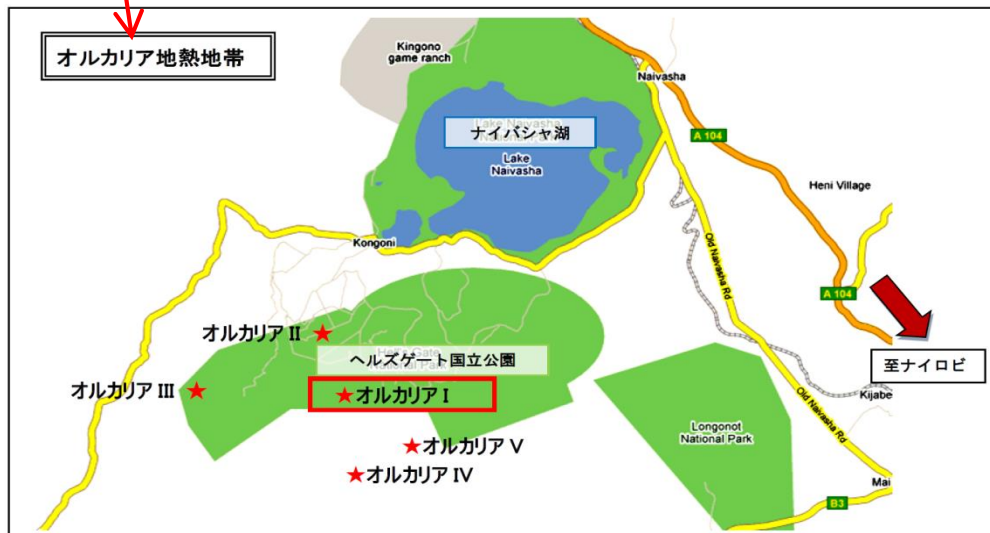 オルカリア地熱地帯
Kingono
game ranch
Naivasha
ナイバシャ湖
Lake
Naivasha
A 104
Heni Village
Kongoni
Old Naivasha Rd
A 104
オルカリア II
ヘルズゲート国立公園
至ナイロビ
オルカリア III
オルカリア I
Kijabe
Longonot
National Park
Old Naivasha Rd
オルカリア V
オルカリア IV
Mai
B3